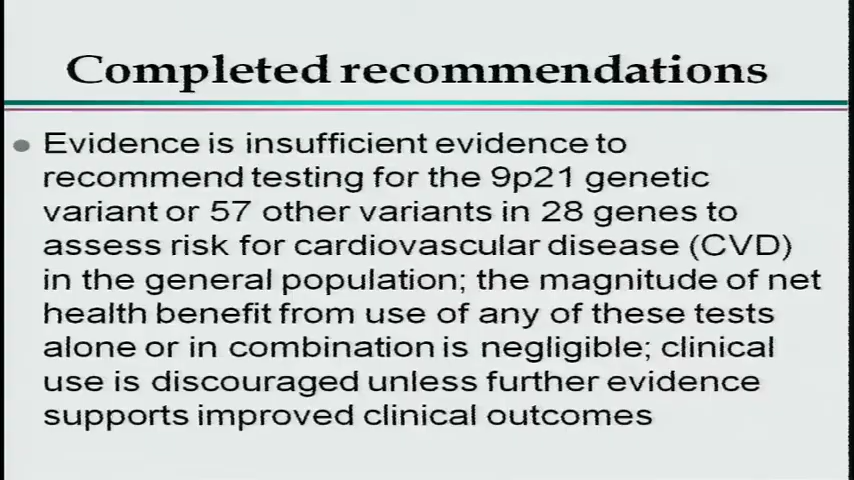 Completed recommendations
Evidence is insufficient evidence to
recommend testing for the 9p21 genetic
variant or 57 other variants in 28 genes to
assess risk for cardiovascular disease (CVD)
in the general population; the magnitude of net
health benefit from use of any of these tests
alone or in combination is negligible; clinical
use is discouraged unless further evidence
supports improved clinical outcomes